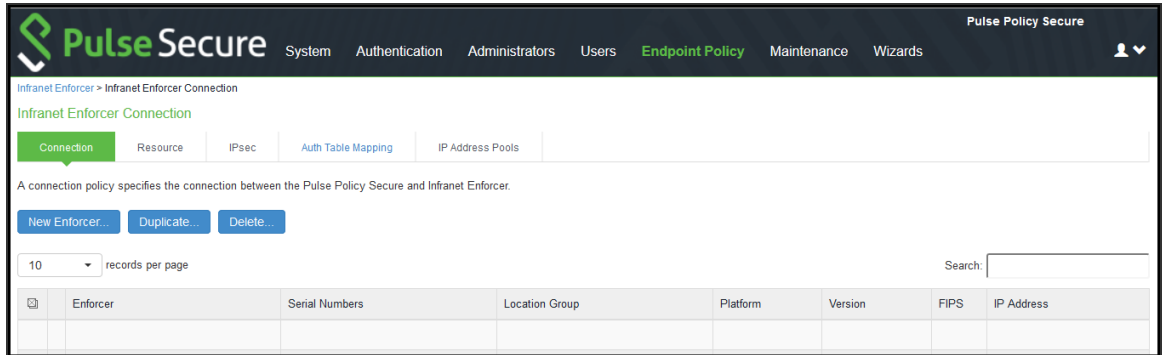 Pulse Policy Secure
Pulse Secure System Authentication Administrators Users Endpoint Policy Maintenance Wizards
Infranet Enforcer > Infranet Enforcer Connection
Infranet Enforcer Connection
Connection Resource IPsec Auth Table Mapping IP Address Pools
A connection policy specifies the connection between the Pulse Policy Secure and Infranet Enforcer.
New Enforcer... Duplicate... Delete...
10 records per page Search:
Enforcer Serial Numbers Location Group Platform Version FIPS IP Address